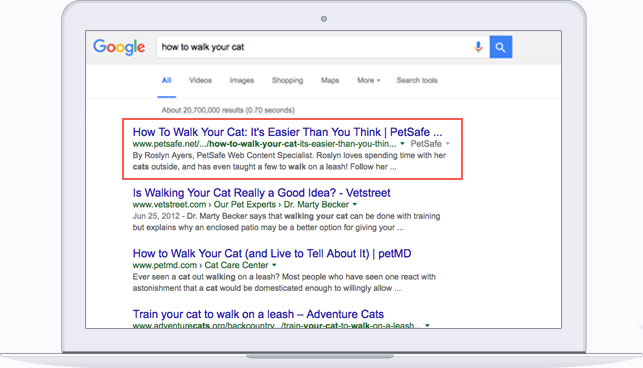 Google how to walk your cat
All Videos Images Shopping Maps More Search tools
About 20,700,000 results (0.70 seconds)
How To Walk Your Cat: It's Easier Than You Think | PetSafe ...
www.petsafe.net/.../how-to-walk-your-cat-its-easier-than-you-thin... PetSafe
By Roslyn Ayers, PetSafe Web Content Specialist. Roslyn loves spending time with her
cats outside, and has even taught a few to walk on a leash! Follow her ...
Is Walking Your Cat Really a Good Idea? - Vetstreet
www.vetstreet.com › Our Pet Experts › Dr. Marty Becker
Jun 25, 2012 - Dr. Marty Becker says that walking your cat can be done with training
but explains why an enclosed patio may be a better option for giving your ...
How to Walk Your Cat (and Live to Tell About It) | petMD
www.petmd.com › Cat Care Center
Ever seen a cat out walking on a leash? Most people who have seen one react with
astonishment that a cat would be domesticated enough to willingly allow ...
Train your cat to walk on a leash – Adventure Cats
www.adventurecats.org/backcountry.../train-your-cat-to-walk-on-a-leash...